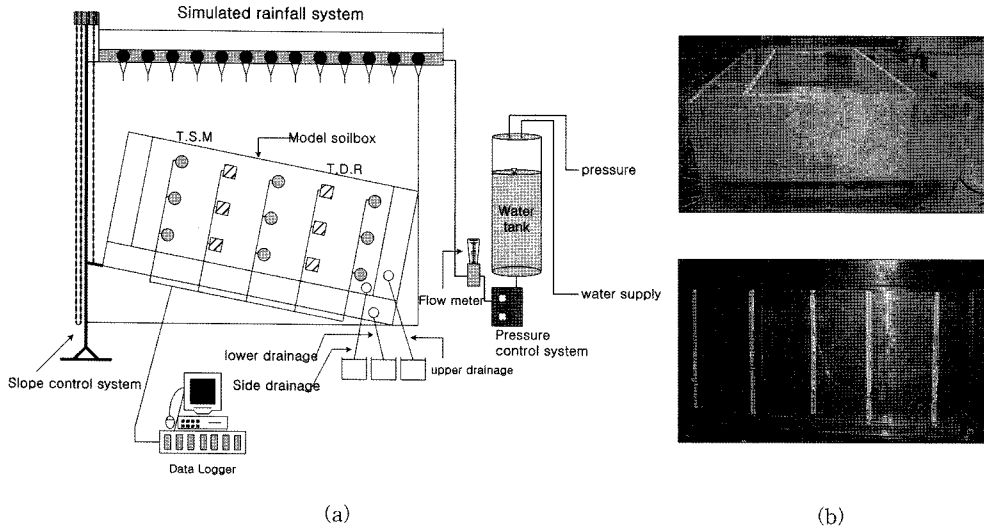 Simulated rainfall system
T.S.M
Model soilbox
T.D.R
pressure
Water
tank
Flow meter
water supply
Pressure
control system
lower drainage
Side drainage
upper drainage
Slope control system
Data Logger
(a)
(b)